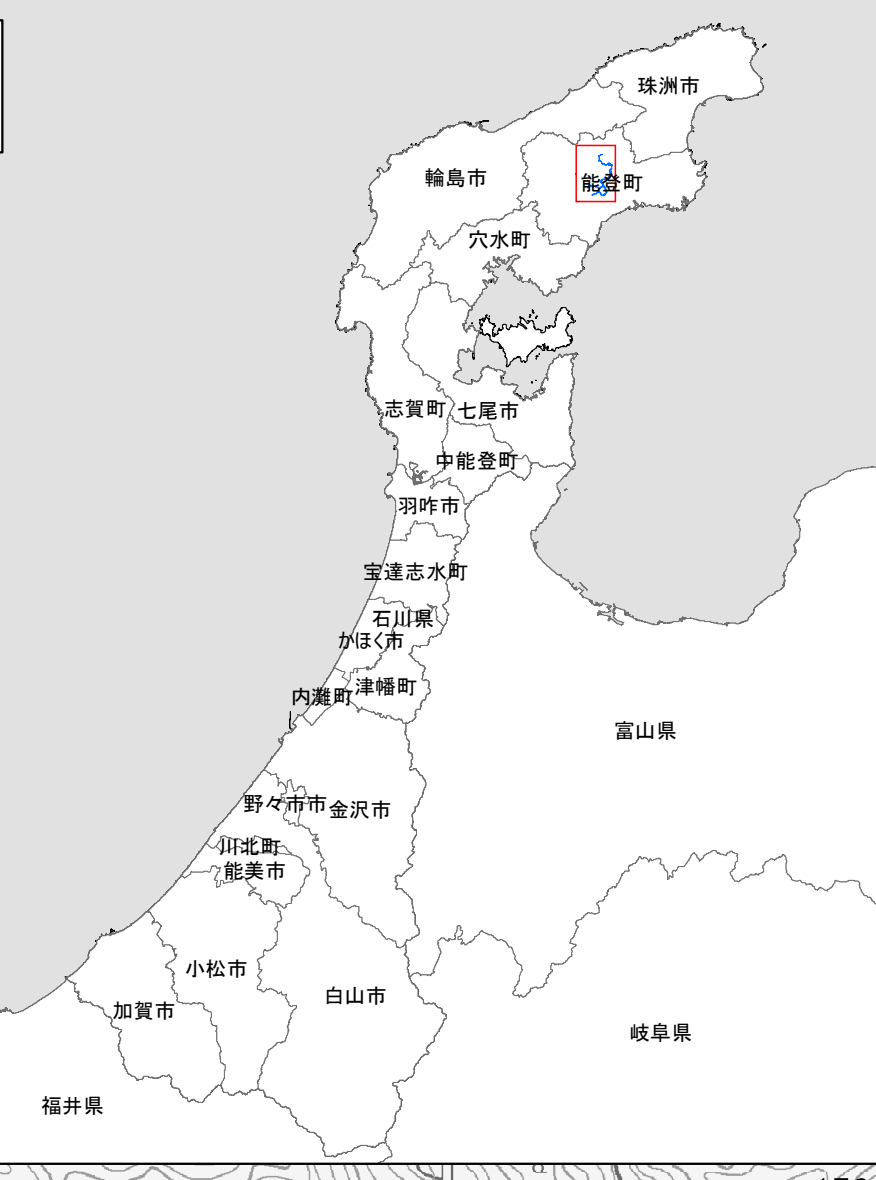 珠洲市
輪島市
能登町
穴水町
志賀町
七尾市
中能登町
羽咋市
宝達志水町
石川県
かほく市
津幡町
内灘町
富山県
野々市市
金沢市
川北町
能美市
小松市
白山市
加賀市
岐阜県
福井県